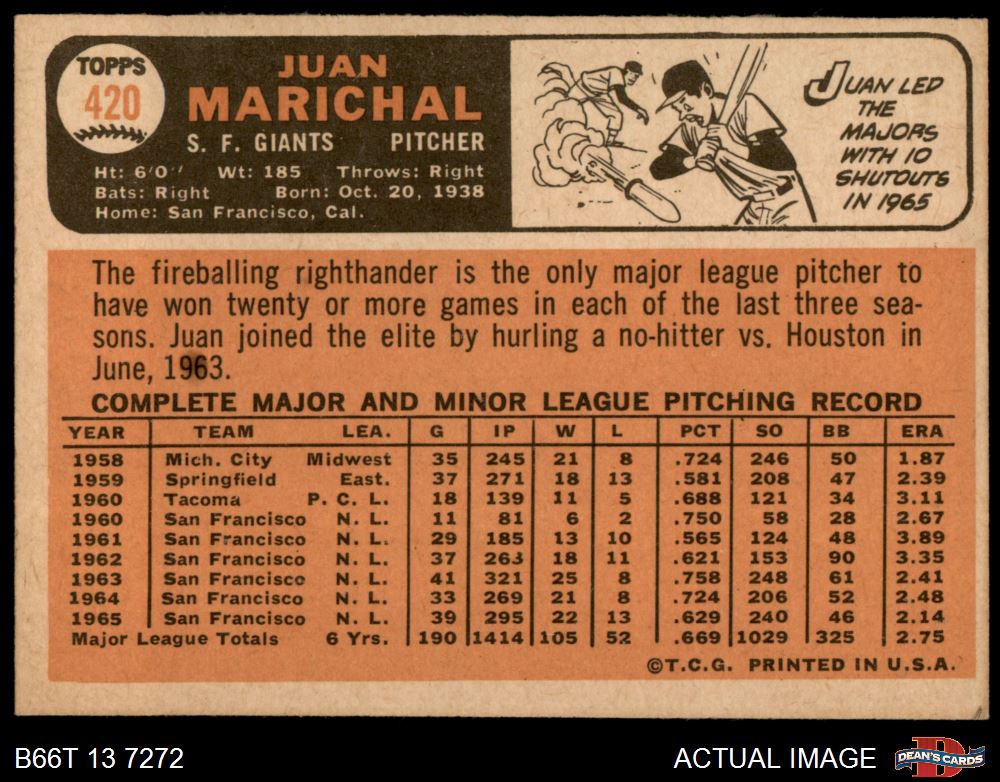 TOPPS
420
JUAN
MARICHAL
S. F. GIANTS PITCHER
Ht: 6'0" Wt: 185 Throws: Right
Bats: Right Born: Oct. 20, 1938
Home: San Francisco, Cal.
JUAN LED
THE
MAJORS
WITH 10
SHUTOUTS
IN 1965
The fireballing righthander is the only major league pitcher to
have won twenty or more games in each of the last three sea-
sons. Juan joined the elite by hurling a no-hitter vs. Houston in
June, 1963.
COMPLETE MAJOR AND MINOR LEAGUE PITCHING RECORD
YEAR TEAM LEA. G IP W L PCT SO BB ERA
1958 Mich. City Midwest 35 245 21 8 .724 246 50 1.87
1959 Springfield East. 37 271 18 13 .581 208 47 2.39
1960 Tacoma P. C. L. 18 139 11 5 .688 121 34 3.11
1960 San Francisco N. L. 11 81 6 2 .750 58 28 2.67
1961 San Francisco N. L. 29 185 13 10 .565 124 48 3.89
1962 San Francisco N. L. 37 263 18 11 .621 153 90 3.35
1963 San Francisco N. L. 41 321 25 8 .758 248 61 2.41
1964 San Francisco N. L. 33 269 21 8 .724 206 52 2.48
1965 San Francisco N. L. 39 295 22 13 .629 240 46 2.14
Major League Totals 6 Yrs. 190 1414 105 52 .669 1029 325 2.75
©T.C.G. PRINTED IN U.S.A.
B66T 13 7272
ACTUAL IMAGE
D
DEAN'S CARDS